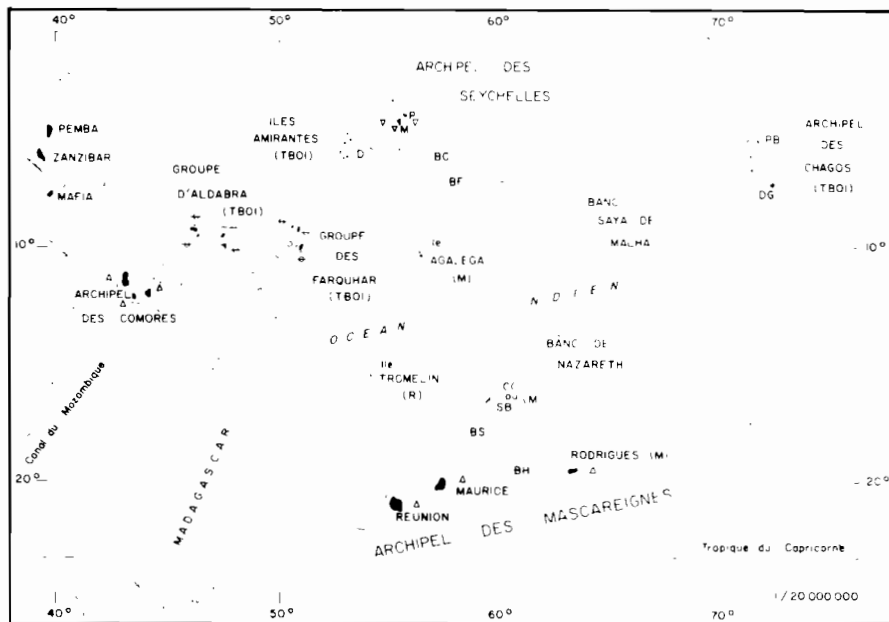 40° 50° 60° 70°
ARCHIPEL DES
SEYCHELLES
P
M
ILES
AMIRANTES
(TBOI)
D
BC
BF
PEMBA
ZANZIBAR
MAFIA
GROUPE
D'ALDABRA
(TBOI)
ARCHIPEL
DES
CHAGOS
(TBOI)
PB
DG
BANC
SAYA DE
MALHA
10° 10°
GROUPE
DES
FARQUHAR
(TBOI)
Ile
AGALEGA
(M)
ARCHIPEL
DES COMORES
OCEAN
NDIEN
BANC DE
NAZARETH
Ile
TROMELIN
(R)
SB
(M
BS
Canal du Mozambique
MADAGASCAR
RODRIGUES (M)
BH
20° 20°
MAURICE
REUNION
ARCHIPEL DES MASCAREIGNES
Tropique du Capricorne
1/20 000 000
40° 50° 60° 70°